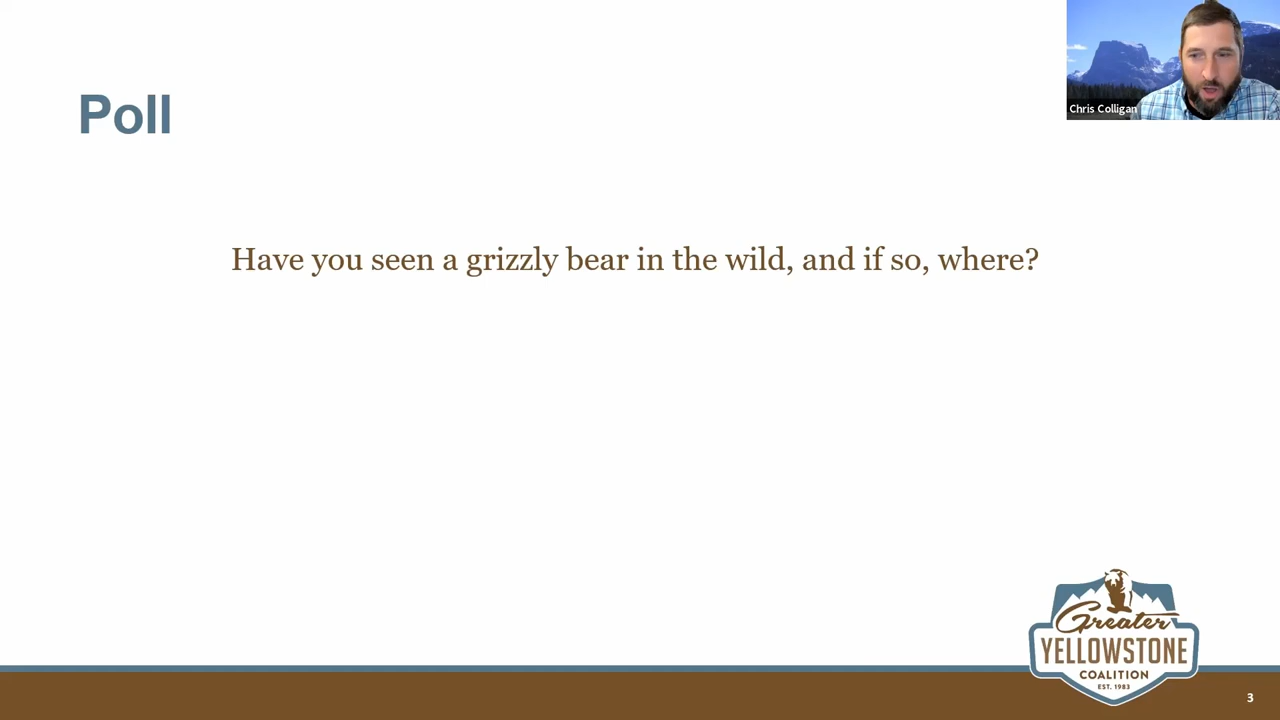 Poll
Chris Colligan
Have you seen a grizzly bear in the wild, and if so, where?
Greater
YELLOWSTONE
COALITION
EST. 1983
3